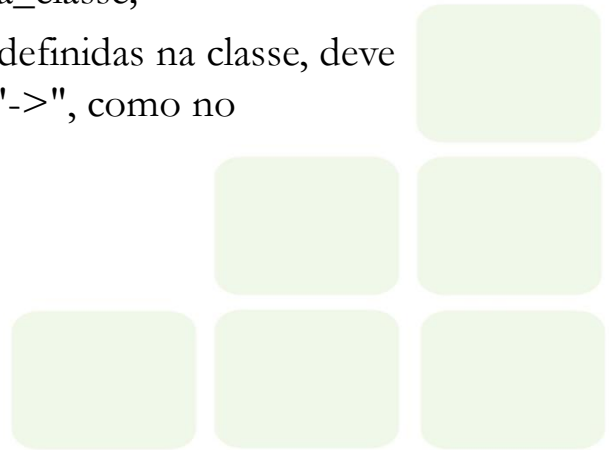 a_classe;
definidas na classe, deve
"->", como no